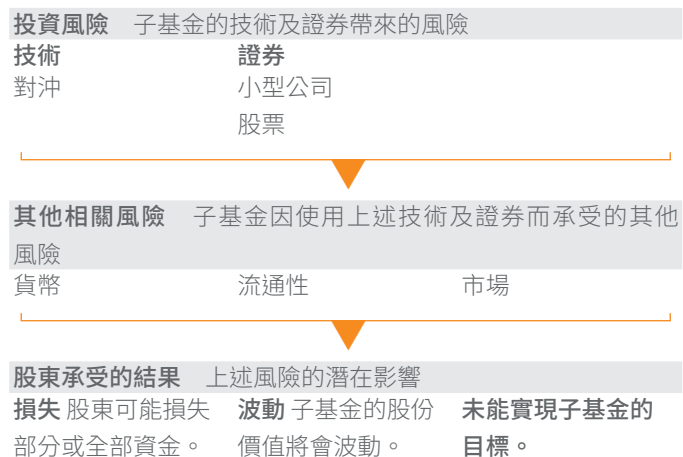 投資風險 子基金的技術及證券帶來的風險
技術 證券
對沖 小型公司
股票
其他相關風險 子基金因使用上述技術及證券而承受的其他
風險
貨幣 流通性 市場
股東承受的結果 上述風險的潛在影響
損失 股東可能損失 波動 子基金的股份 未能實現子基金的
部分或全部資金。 價值將會波動。 目標。